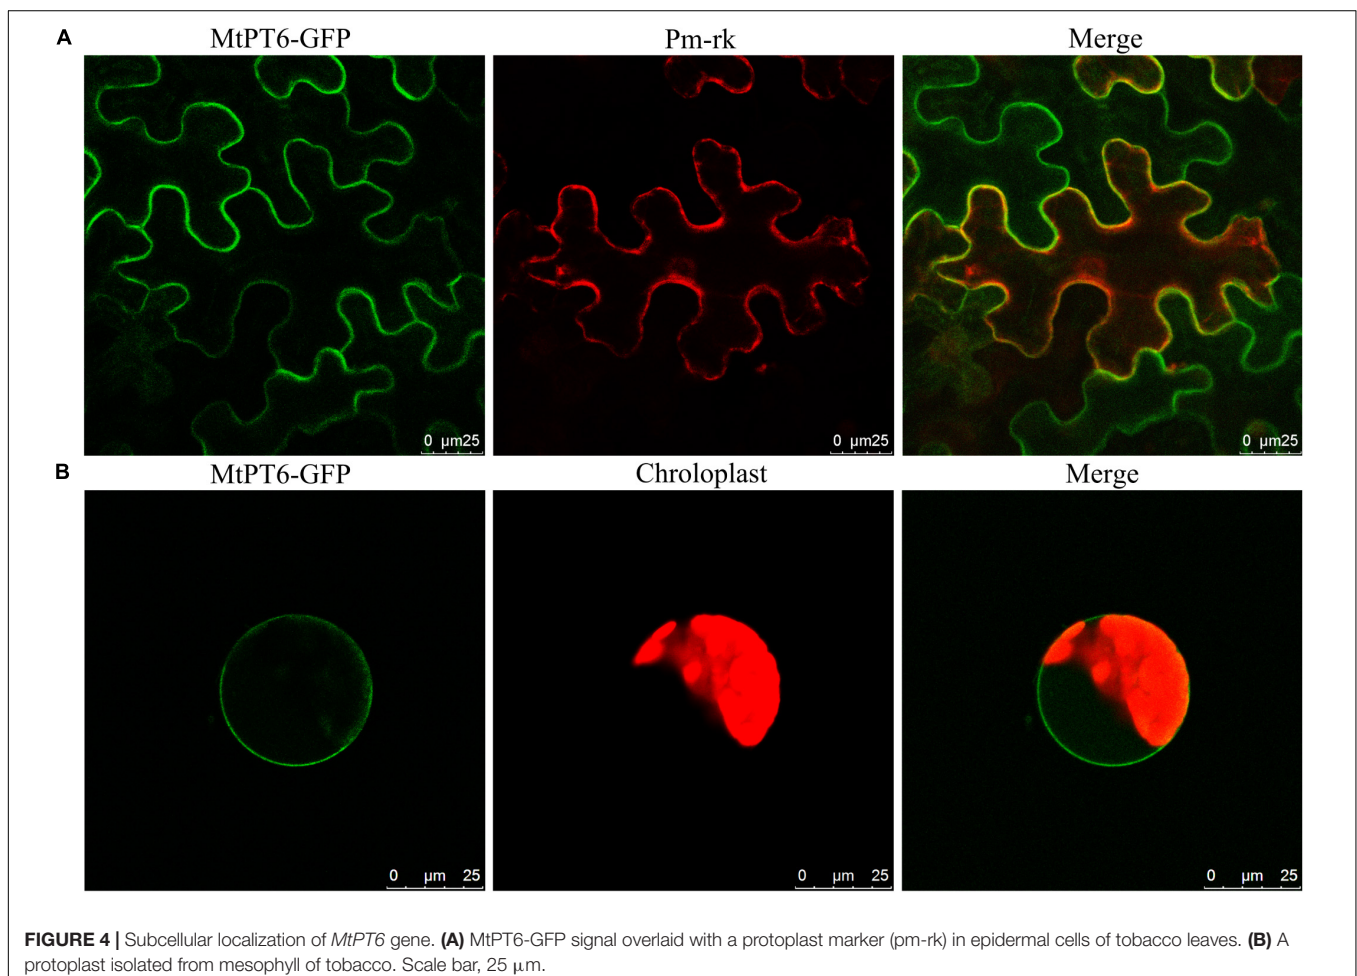 A MtPT6-GFP Pm-rk Merge
0 μm25 0 μm25 0 μm25
B MtPT6-GFP Chroloplast Merge
0 μm 25 0 μm 25 0 μm 25
FIGURE 4 | Subcellular localization of MtPT6 gene. (A) MtPT6-GFP signal overlaid with a protoplast marker (pm-rk) in epidermal cells of tobacco leaves. (B) A
protoplast isolated from mesophyll of tobacco. Scale bar, 25 μm.